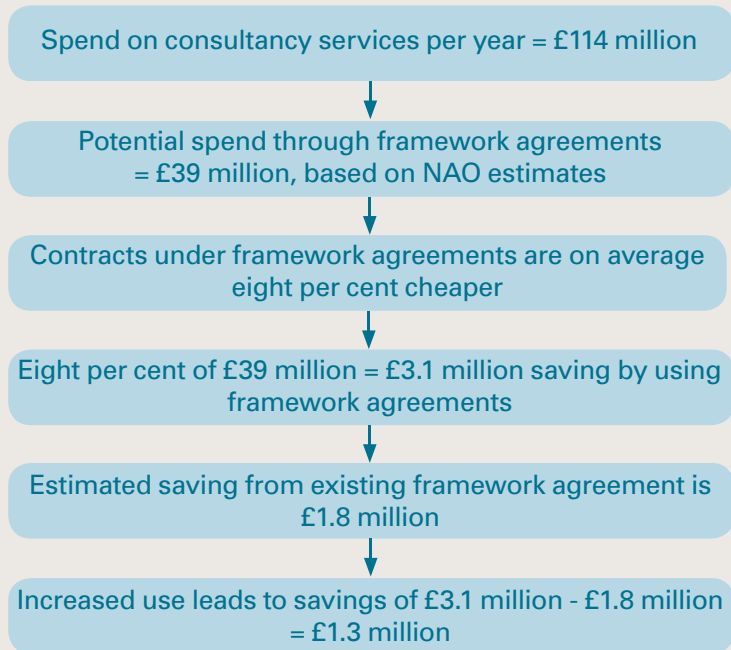 Spend on consultancy services per year = £114 million
Potential spend through framework agreements
= £39 million, based on NAO estimates
Contracts under framework agreements are on average
eight per cent cheaper
Eight per cent of £39 million = £3.1 million saving by using
framework agreements
Estimated saving from existing framework agreement is
£1.8 million
Increased use leads to savings of £3.1 million - £1.8 million
= £1.3 million